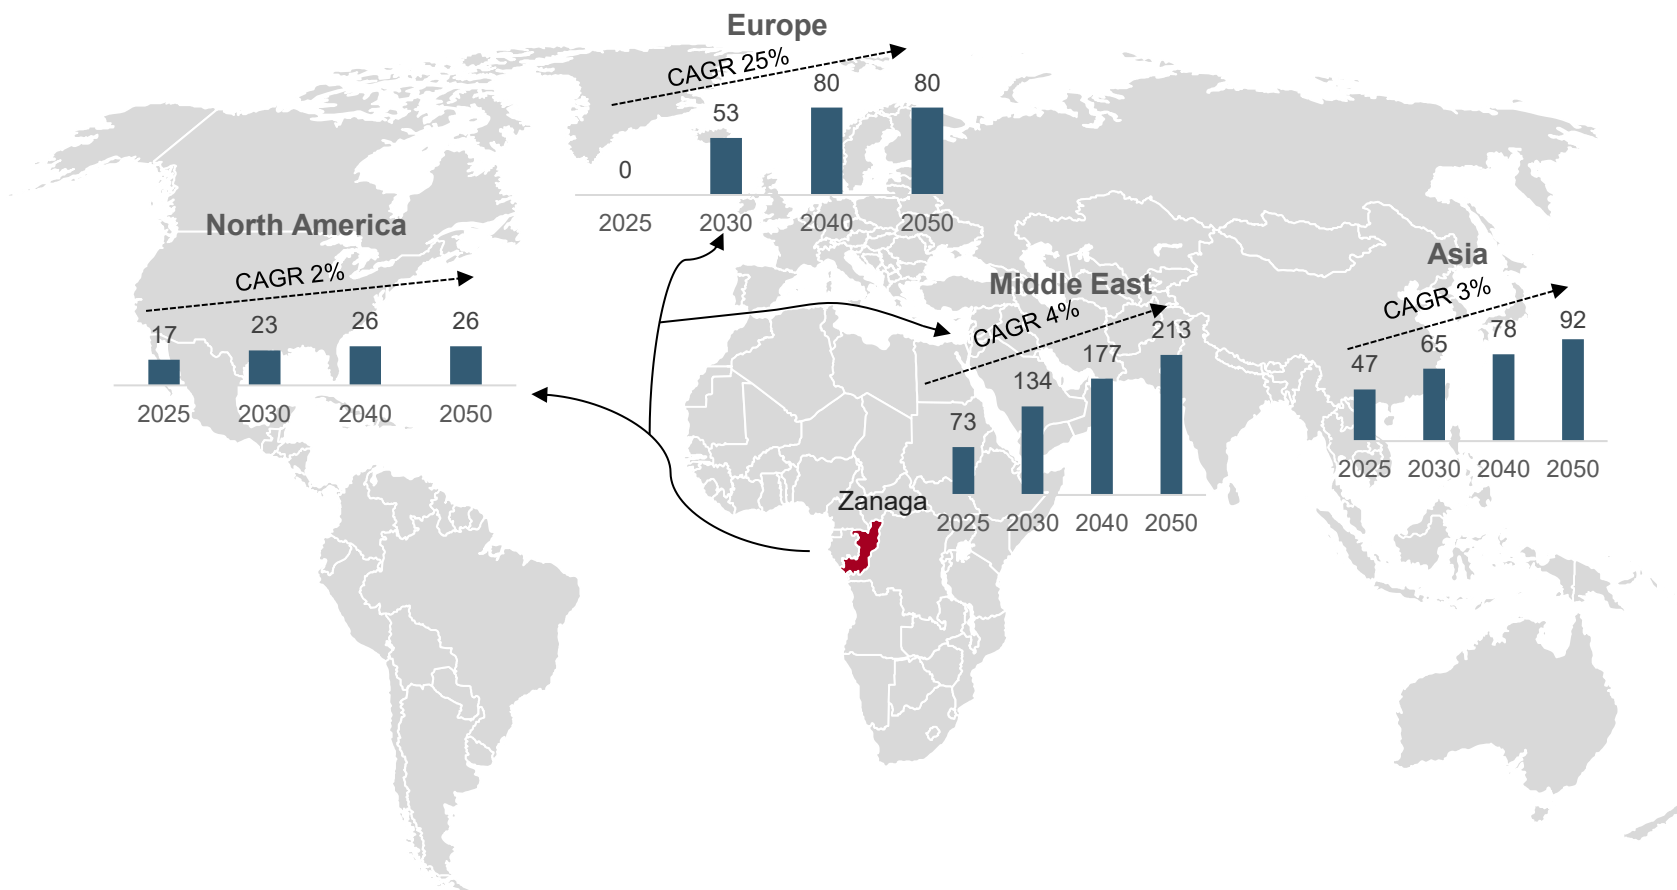 Europe
CAGR 25%
0 53 80 80
2025 2030 2040 2050
North America
CAGR 2%
17 23 26 26
2025 2030 2040 2050
Middle East
CAGR 4%
73 134 177 213
2025 2030 2040 2050
Asia
CAGR 3%
47 65 78 92
2025 2030 2040 2050
Zanaga